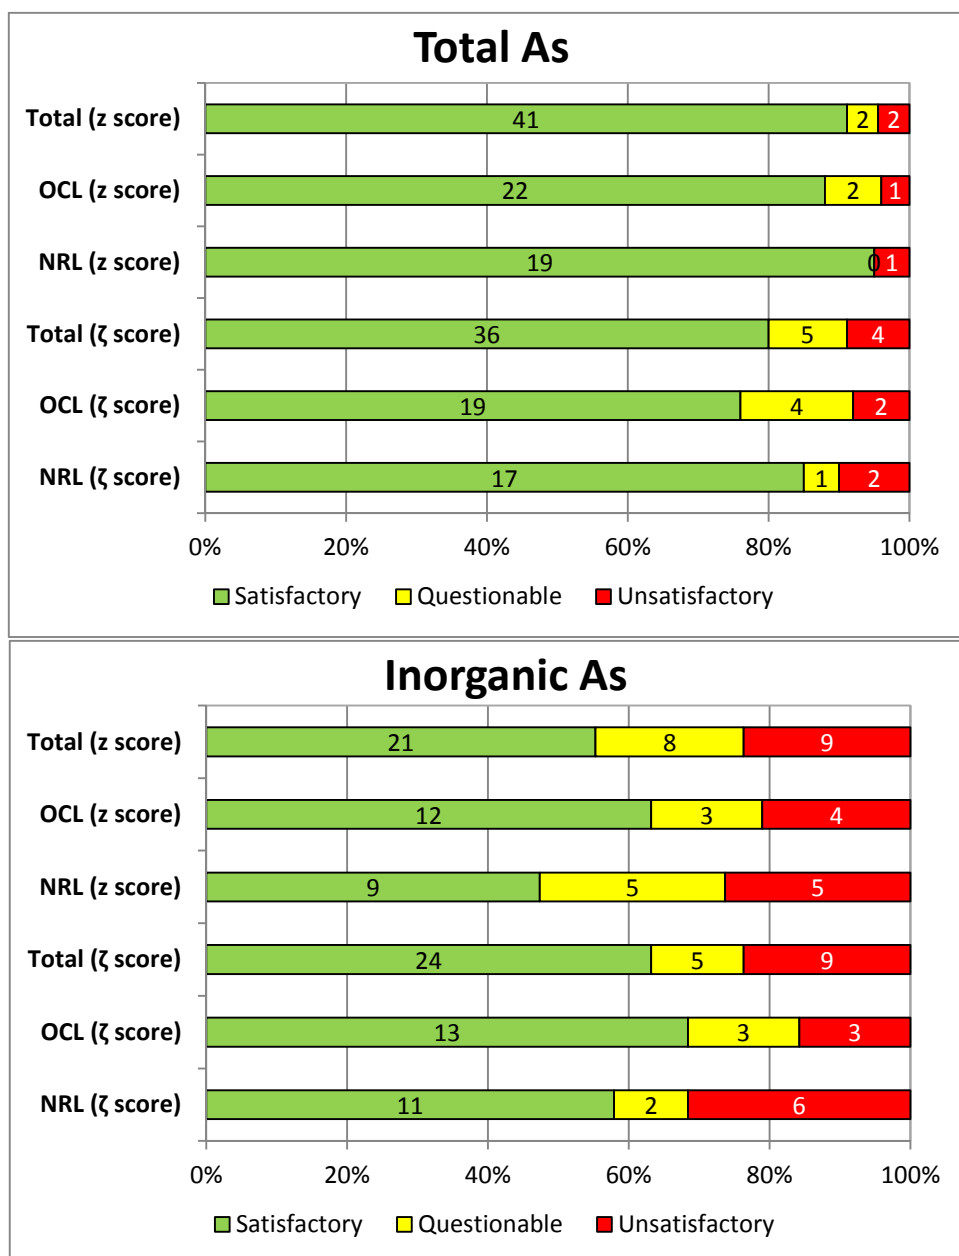 Total As
Total (z score) 41 2 2
OCL (z score) 22 2 1
NRL (z score) 19 0 1
Total (ζ score) 36 5 4
OCL (ζ score) 19 4 2
NRL (ζ score) 17 1 2
0% 20% 40% 60% 80% 100%
Satisfactory Questionable Unsatisfactory
Inorganic As
Total (z score) 21 8 9
OCL (z score) 12 3 4
NRL (z score) 9 5 5
Total (ζ score) 24 5 9
OCL (ζ score) 13 3 3
NRL (ζ score) 11 2 6
0% 20% 40% 60% 80% 100%
Satisfactory Questionable Unsatisfactory